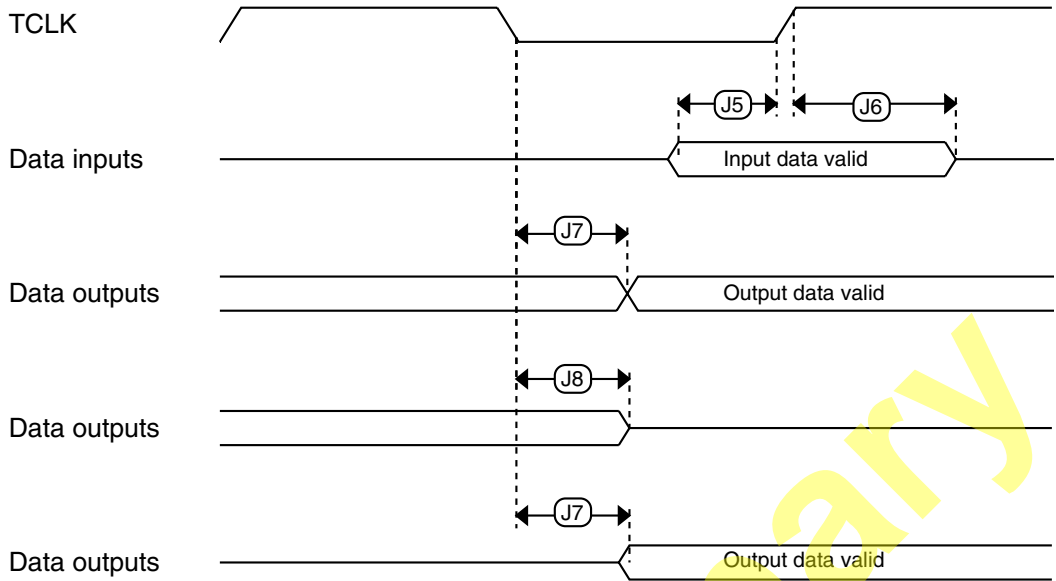 TCLK
J5
J6
Data inputs
Input data valid
J7
Data outputs
Output data valid
J8
Data outputs
J7
Data outputs
Output data valid
ary